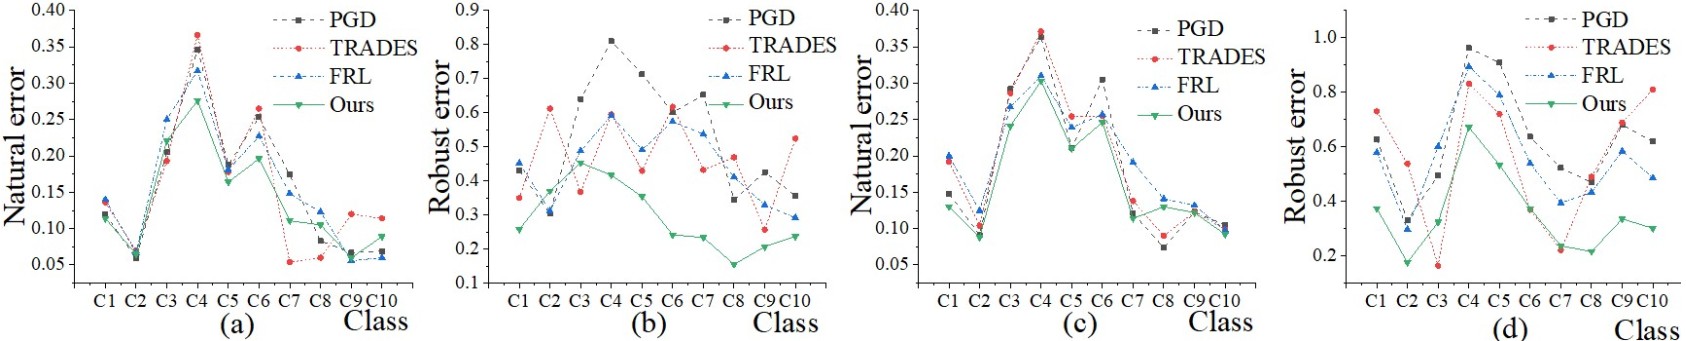 0.40
0.35
0.30
0.25
0.20
0.15
0.10
0.05
Natural error
PGD
TRADES
FRL
Ours
C1 C2 C3 C4 C5 C6 C7 C8 C9 C10
(a) Class
0.9
0.8
0.7
0.6
0.5
0.4
0.3
0.2
0.1
Robust error
PGD
TRADES
FRL
Ours
C1 C2 C3 C4 C5 C6 C7 C8 C9 C10
(b) Class
0.40
0.35
0.30
0.25
0.20
0.15
0.10
0.05
Natural error
PGD
TRADES
FRL
Ours
C1 C2 C3 C4 C5 C6 C7 C8 C9 C10
(c) Class
1.0
0.8
0.6
0.4
0.2
Robust error
PGD
TRADES
FRL
Ours
C1 C2 C3 C4 C5 C6 C7 C8 C9 C10
(d) Class